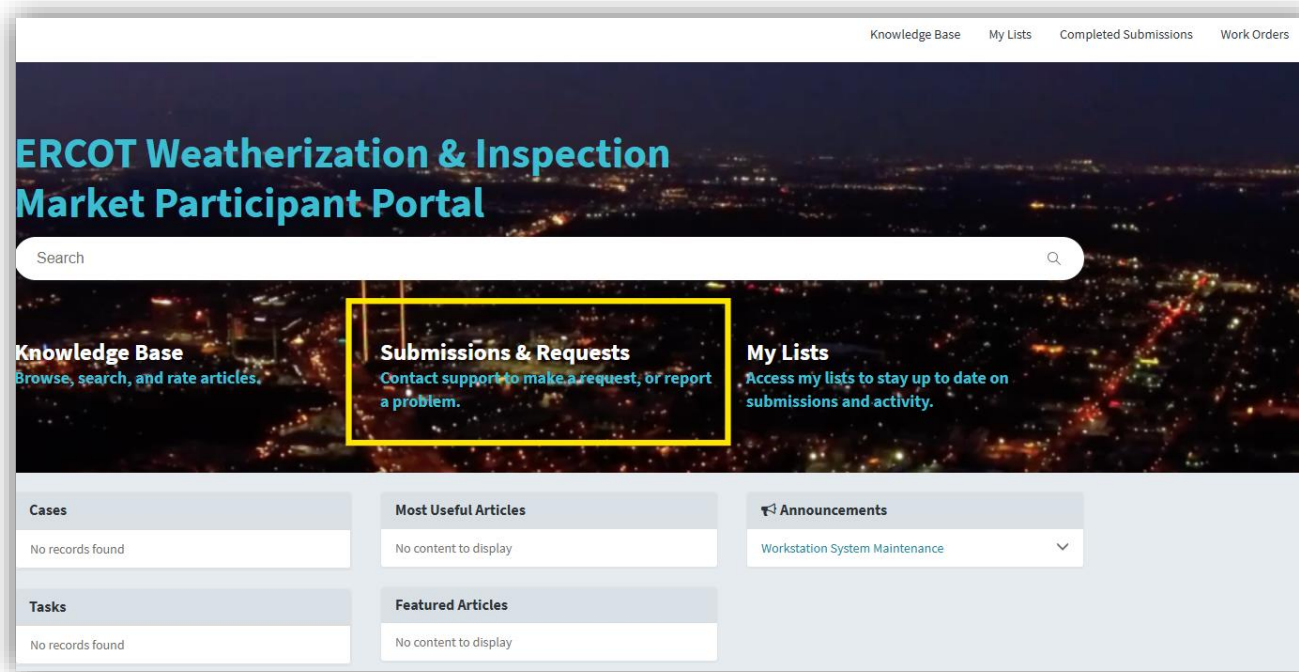 Knowledge Base My Lists Completed Submissions Work Orders
ERCOT Weatherization & Inspection
Market Participant Portal
Search
Knowledge Base
Browse, search, and rate articles.
Submissions & Requests
Contact support to make a request, or report
a problem.
My Lists
Access my lists to stay up to date on
submissions and activity.
Cases
No records found
Tasks
No records found
Most Useful Articles
No content to display
Featured Articles
No content to display
Announcements
Workstation System Maintenance